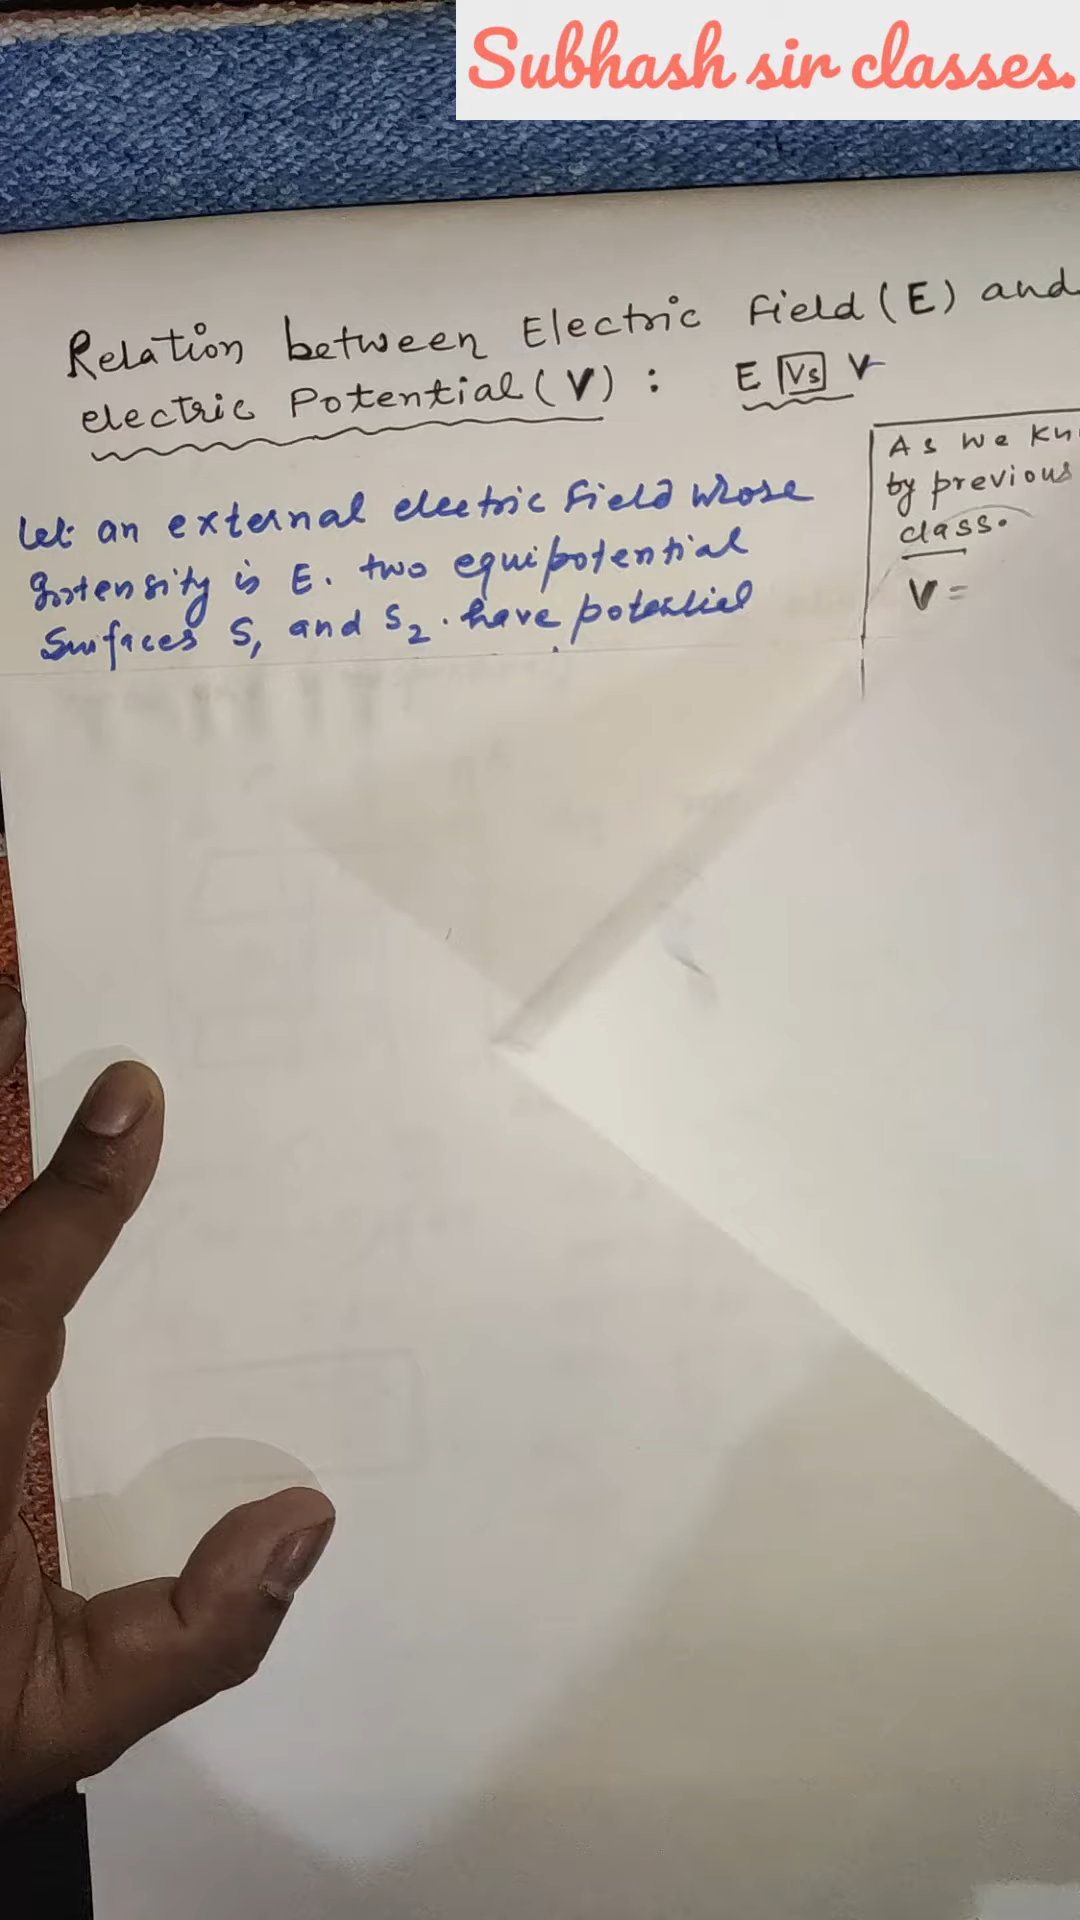 Subhash sir classes.
Relation between Electric Field (E) and
electric Potential (V) : E Vs V
Let an external electric field whose
Intensity is E. two equipotential
Surfaces S₁ and S₂. have potential
As we kn
by previous
class.
V =